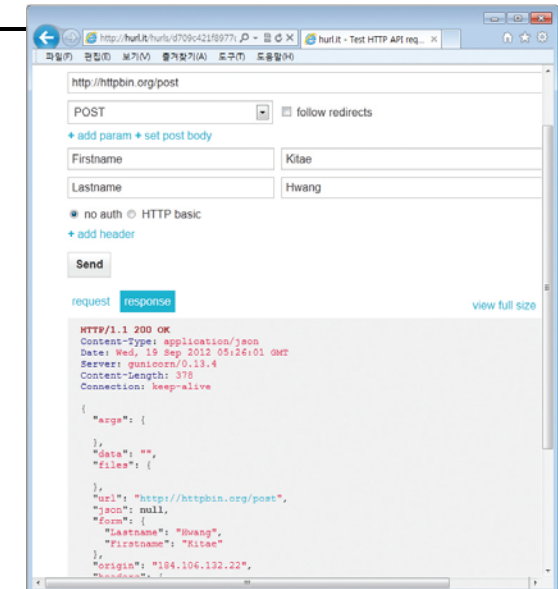 http://hurl.it/hurls/d709c421f8977c
hurl.it - Test HTTP API req...
파일(F) 편집(E) 보기(V) 즐겨찾기(A) 도구(T) 도움말(H)
http://httpbin.org/post
POST follow redirects
+ add param + set post body
Firstname Kitae
Lastname Hwang
no auth HTTP basic
+ add header
Send
request response view full size
HTTP/1.1 200 OK
Content-Type: application/json
Date: Wed, 19 Sep 2012 05:26:01 GMT
Server: gunicorn/0.13.4
Content-Length: 378
Connection: keep-alive
{
"args": {
},
"data": "",
"files": {
},
"url": "http://httpbin.org/post",
"json": null,
"form": {
"Lastname": "Hwang",
"Firstname": "Kitae"
},
"origin": "184.106.132.22",
"headers": {